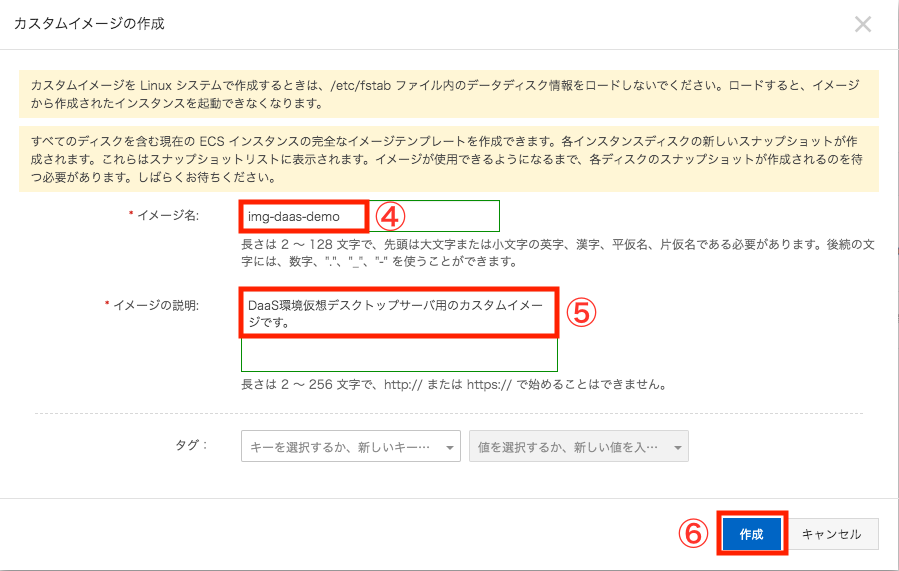 カスタムイメージの作成
カスタムイメージを Linux システムで作成するときは、/etc/fstab ファイル内のデータディスク情報をロードしないでください。ロードすると、イメージ
から作成されたインスタンスを起動できなくなります。
すべてのディスクを含む現在の ECS インスタンスの完全なイメージテンプレートを作成できます。各インスタンスディスクの新しいスナップショットが作
成されます。これらはスナップショットリストに表示されます。イメージが使用できるようになるまで、各ディスクのスナップショットが作成されるのを待
つ必要があります。しばらくお待ちください。
* イメージ名: img-daas-demo ④
長さは 2 ～ 128 文字で、先頭は大文字または小文字の英字、漢字、平仮名、片仮名である必要があります。後続の文
字には、数字、"."、"_"、"-" を使うことができます。
* イメージの説明: DaaS環境仮想デスクトップサーバ用のカスタムイメー
ジです。 ⑤
長さは 2 ～ 256 文字で、http:// または https:// で始めることはできません。
タグ： キーを選択するか、新しいキー… 値を選択するか、新しい値を入…
⑥ 作成 キャンセル